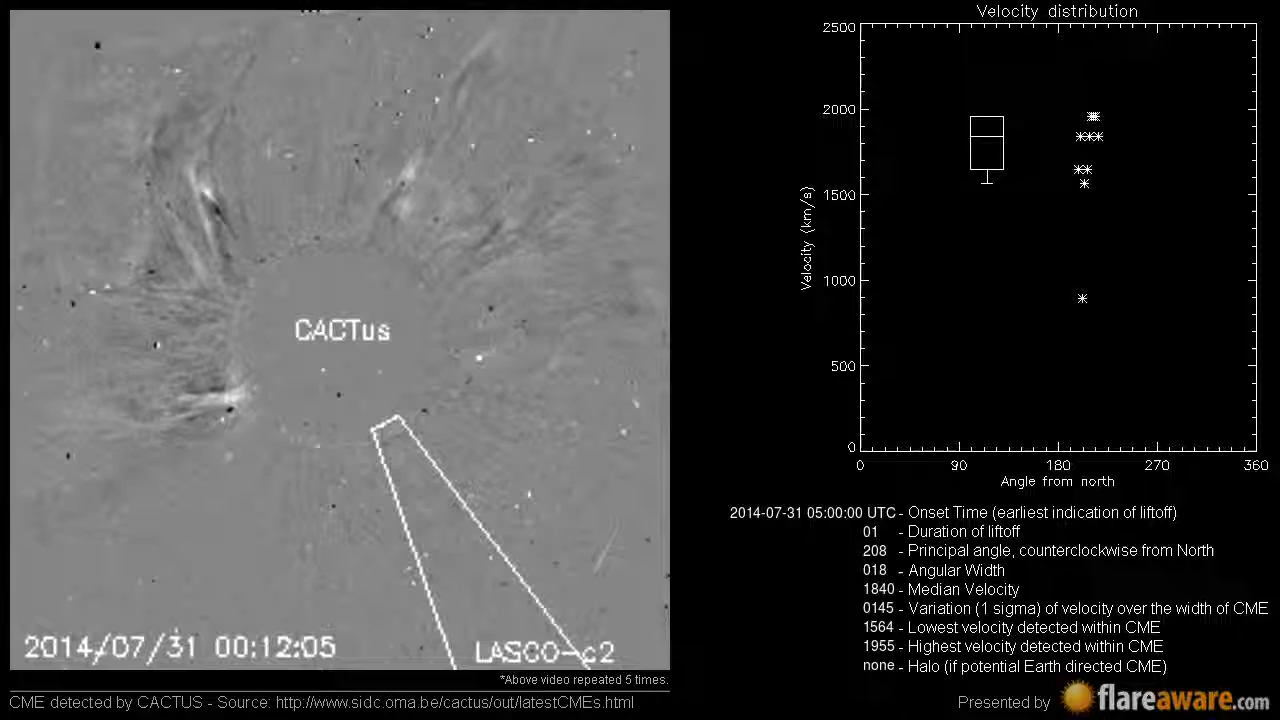 CACTus
2014/07/31 00:12:05
LASCO-c2
*Above video repeated 5 times.
CME detected by CACTUS - Source: http://www.sidc.oma.be/cactus/out/latestCMEs.html
Velocity distribution
Velocity (km/s)
2500
2000
1500
1000
500
0
0 90 180 270 360
Angle from north
2014-07-31 05:00:00 UTC - Onset Time (earliest indication of liftoff)
01 - Duration of liftoff
208 - Principal angle, counterclockwise from North
018 - Angular Width
1840 - Median Velocity
0145 - Variation (1 sigma) of velocity over the width of CME
1564 - Lowest velocity detected within CME
1955 - Highest velocity detected within CME
none - Halo (if potential Earth directed CME)
Presented by flareaware.com